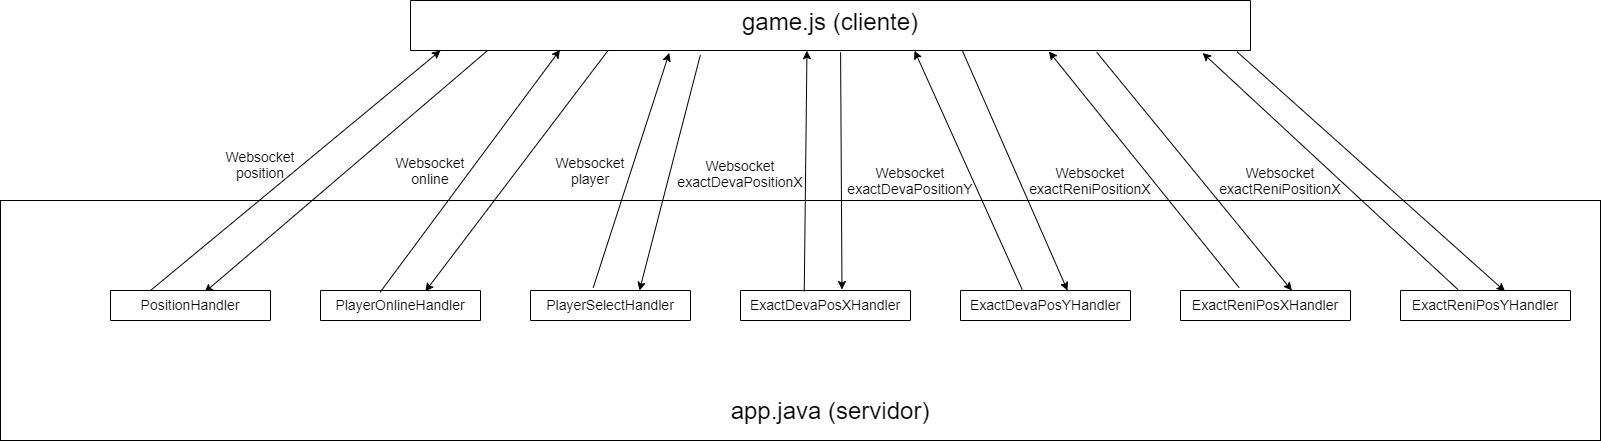 game.js (cliente)
Websocket
position
Websocket
online
Websocket
player
Websocket
exactDevaPositionX
Websocket
exactDevaPositionY
Websocket
exactReniPositionX
Websocket
exactReniPositionX
PositionHandler
PlayerOnlineHandler
PlayerSelectHandler
ExactDevaPosXHandler
ExactDevaPosYHandler
ExactReniPosXHandler
ExactReniPosYHandler
app.java (servidor)